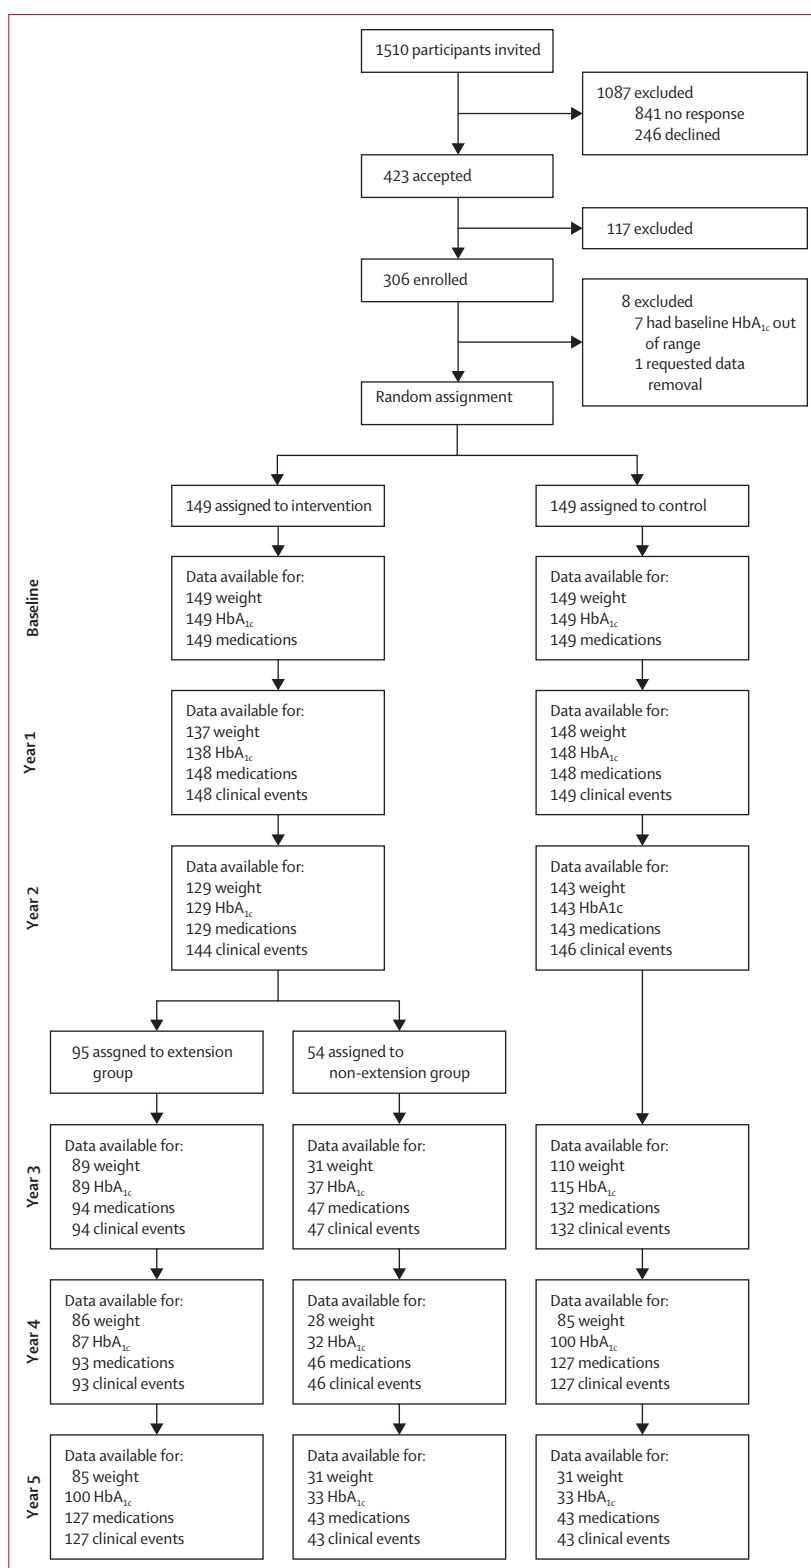 1510 participants invited
1087 excluded
841 no response
246 declined
423 accepted
117 excluded
306 enrolled
8 excluded
7 had baseline HbA1c out
of range
1 requested data
removal
Random assignment
149 assigned to intervention
149 assigned to control
Baseline
Data available for:
149 weight
149 HbA1c
149 medications
Data available for:
149 weight
149 HbA1c
149 medications
Year 1
Data available for:
137 weight
138 HbA1c
148 medications
148 clinical events
Data available for:
148 weight
148 HbA1c
148 medications
149 clinical events
Year 2
Data available for:
129 weight
129 HbA1c
129 medications
144 clinical events
Data available for:
143 weight
143 HbA1c
143 medications
146 clinical events
95 assgned to extension
group
54 assigned to
non-extension group
Year 3
Data available for:
89 weight
89 HbA1c
94 medications
94 clinical events
Data available for:
31 weight
37 HbA1c
47 medications
47 clinical events
Data available for:
110 weight
115 HbA1c
132 medications
132 clinical events
Year 4
Data available for:
86 weight
87 HbA1c
93 medications
93 clinical events
Data available for:
28 weight
32 HbA1c
46 medications
46 clinical events
Data available for:
85 weight
100 HbA1c
127 medications
127 clinical events
Year 5
Data available for:
85 weight
100 HbA1c
127 medications
127 clinical events
Data available for:
31 weight
33 HbA1c
43 medications
43 clinical events
Data available for:
31 weight
33 HbA1c
43 medications
43 clinical events